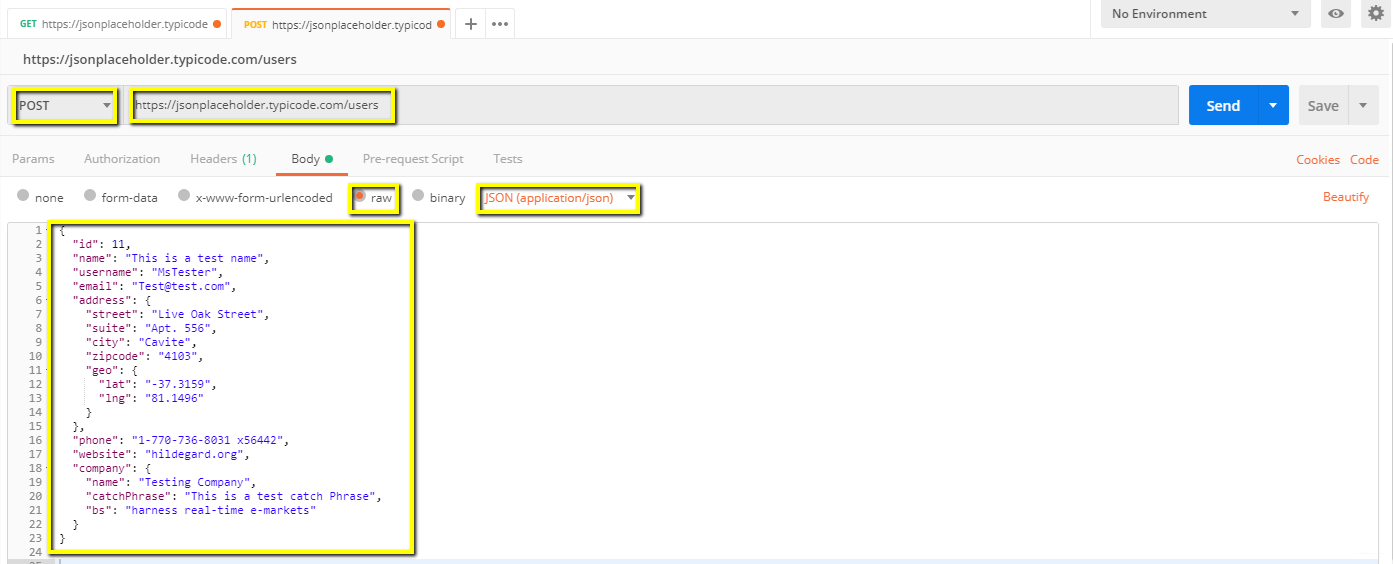 GET https://jsonplaceholder.typicode POST https://jsonplaceholder.typicod + ••• No Environment
https://jsonplaceholder.typicode.com/users
POST https://jsonplaceholder.typicode.com/users Send Save
Params Authorization Headers (1) Body Pre-request Script Tests Cookies Code
none form-data x-www-form-urlencoded raw binary JSON (application/json) Beautify
1 {
2 "id": 11,
3 "name": "This is a test name",
4 "username": "MsTester",
5 "email": "Test@test.com",
6 "address": {
7 "street": "Live Oak Street",
8 "suite": "Apt. 556",
9 "city": "Cavite",
10 "zipcode": "4103",
11 "geo": {
12 "lat": "-37.3159",
13 "lng": "81.1496"
14 }
15 },
16 "phone": "1-770-736-8031 x56442",
17 "website": "hildegard.org",
18 "company": {
19 "name": "Testing Company",
20 "catchPhrase": "This is a test catch Phrase",
21 "bs": "harness real-time e-markets"
22 }
23 }
24
25